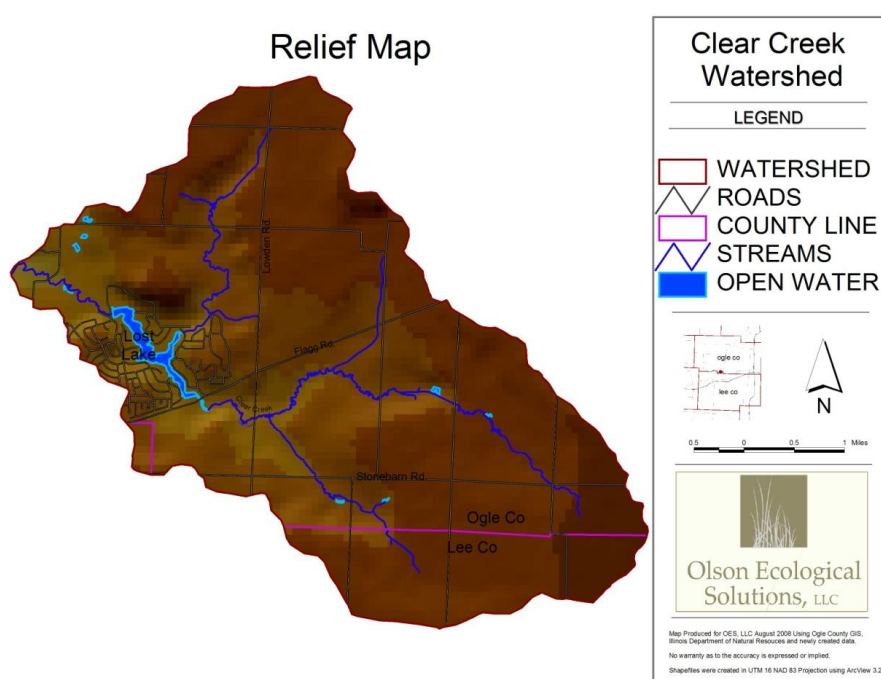 Relief Map
Lowden Rd.
Lost
Lake
Flagg Rd.
Clear Creek
Stonebarn Rd.
Ogle Co
Lee Co
Clear Creek
Watershed
LEGEND
WATERSHED
ROADS
COUNTY LINE
STREAMS
OPEN WATER
ogle co
lee co
N
0.5 0 0.5 1 Miles
Olson Ecological
Solutions, LLC
Map Produced for OES, LLC August 2008 Using Ogle County GIS,
Illinois Department of Natural Resouces and newly created data.
No warranty as to the accuracy is expressed or implied.
Shapefiles were created in UTM 16 NAD 83 Projection using ArcView 3.2